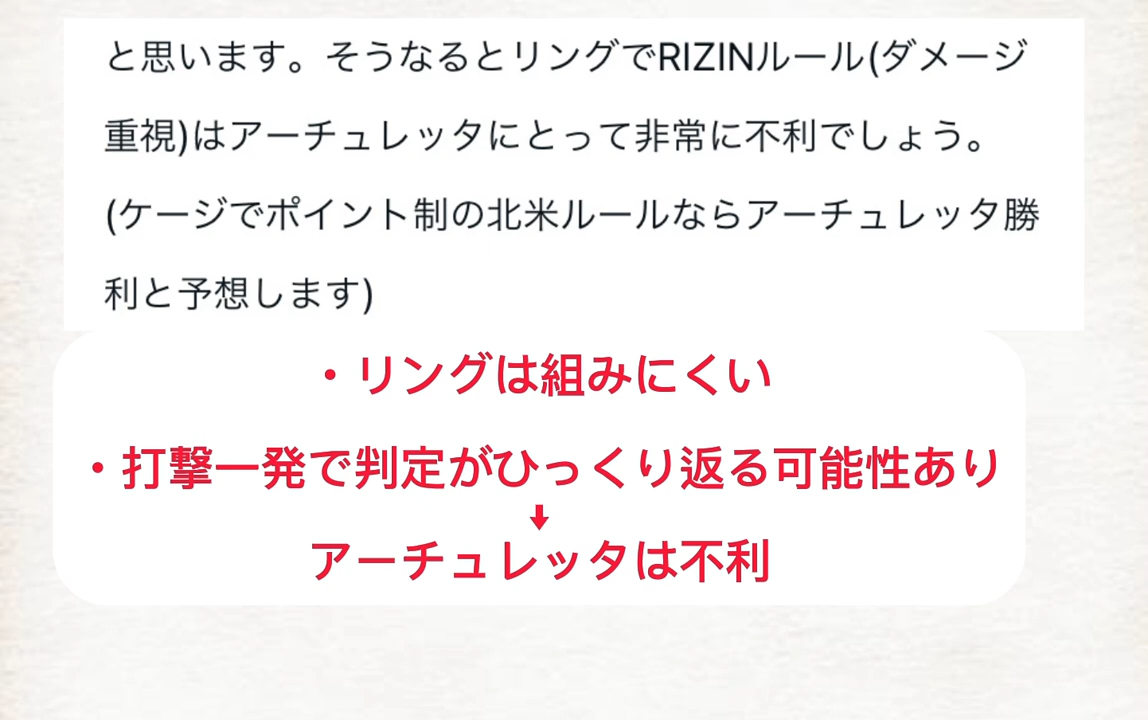 と思います。そうなるとリングでRIZINルール(ダメージ
重視)はアーチュレッタにとって非常に不利でしょう。
(ケージでポイント制の北米ルールならアーチュレッタ勝
利と予想します)
・リングは組みにくい
・打撃一発で判定がひっくり返る可能性あり
⬇
アーチュレッタは不利